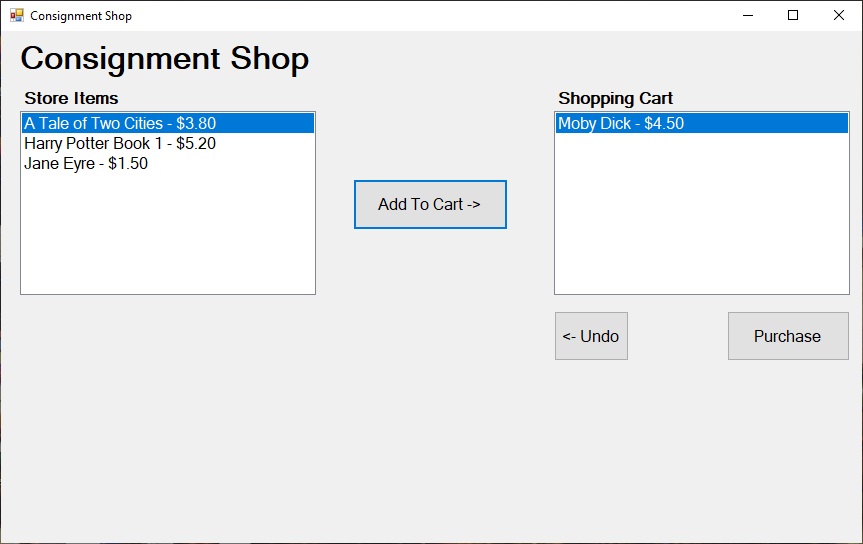 Consignment Shop
Consignment Shop
Store Items
A Tale of Two Cities - $3.80
Harry Potter Book 1 - $5.20
Jane Eyre - $1.50
Add To Cart ->
Shopping Cart
Moby Dick - $4.50
<- Undo
Purchase